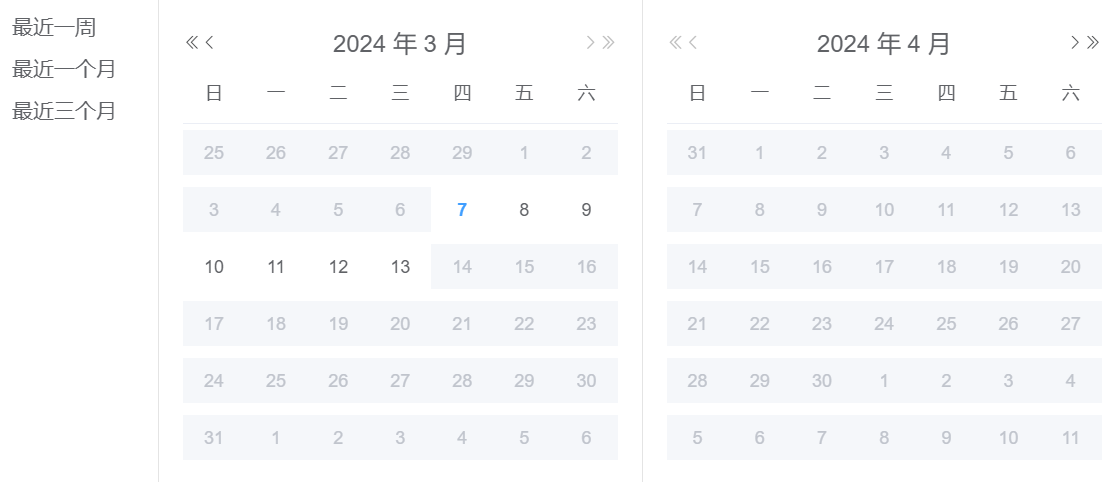 最近一周
最近一个月
最近三个月
2024 年 3 月
日 一 二 三 四 五 六
25 26 27 28 29 1 2
3 4 5 6 7 8 9
10 11 12 13 14 15 16
17 18 19 20 21 22 23
24 25 26 27 28 29 30
31 1 2 3 4 5 6
2024 年 4 月
日 一 二 三 四 五 六
31 1 2 3 4 5 6
7 8 9 10 11 12 13
14 15 16 17 18 19 20
21 22 23 24 25 26 27
28 29 30 1 2 3 4
5 6 7 8 9 10 11